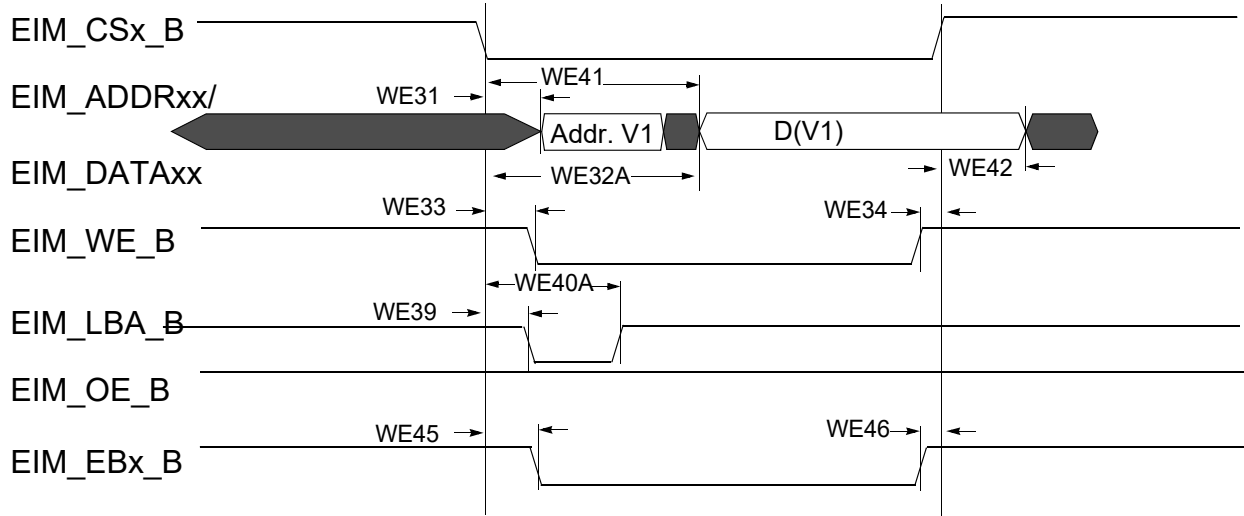 EIM_CSx_B
WE41
EIM_ADDRxx/
WE31
Addr. V1
D(V1)
EIM_DATAxx
WE32A
WE42
WE33
WE34
EIM_WE_B
WE40A
WE39
EIM_LBA_B
EIM_OE_B
WE45
WE46
EIM_EBx_B